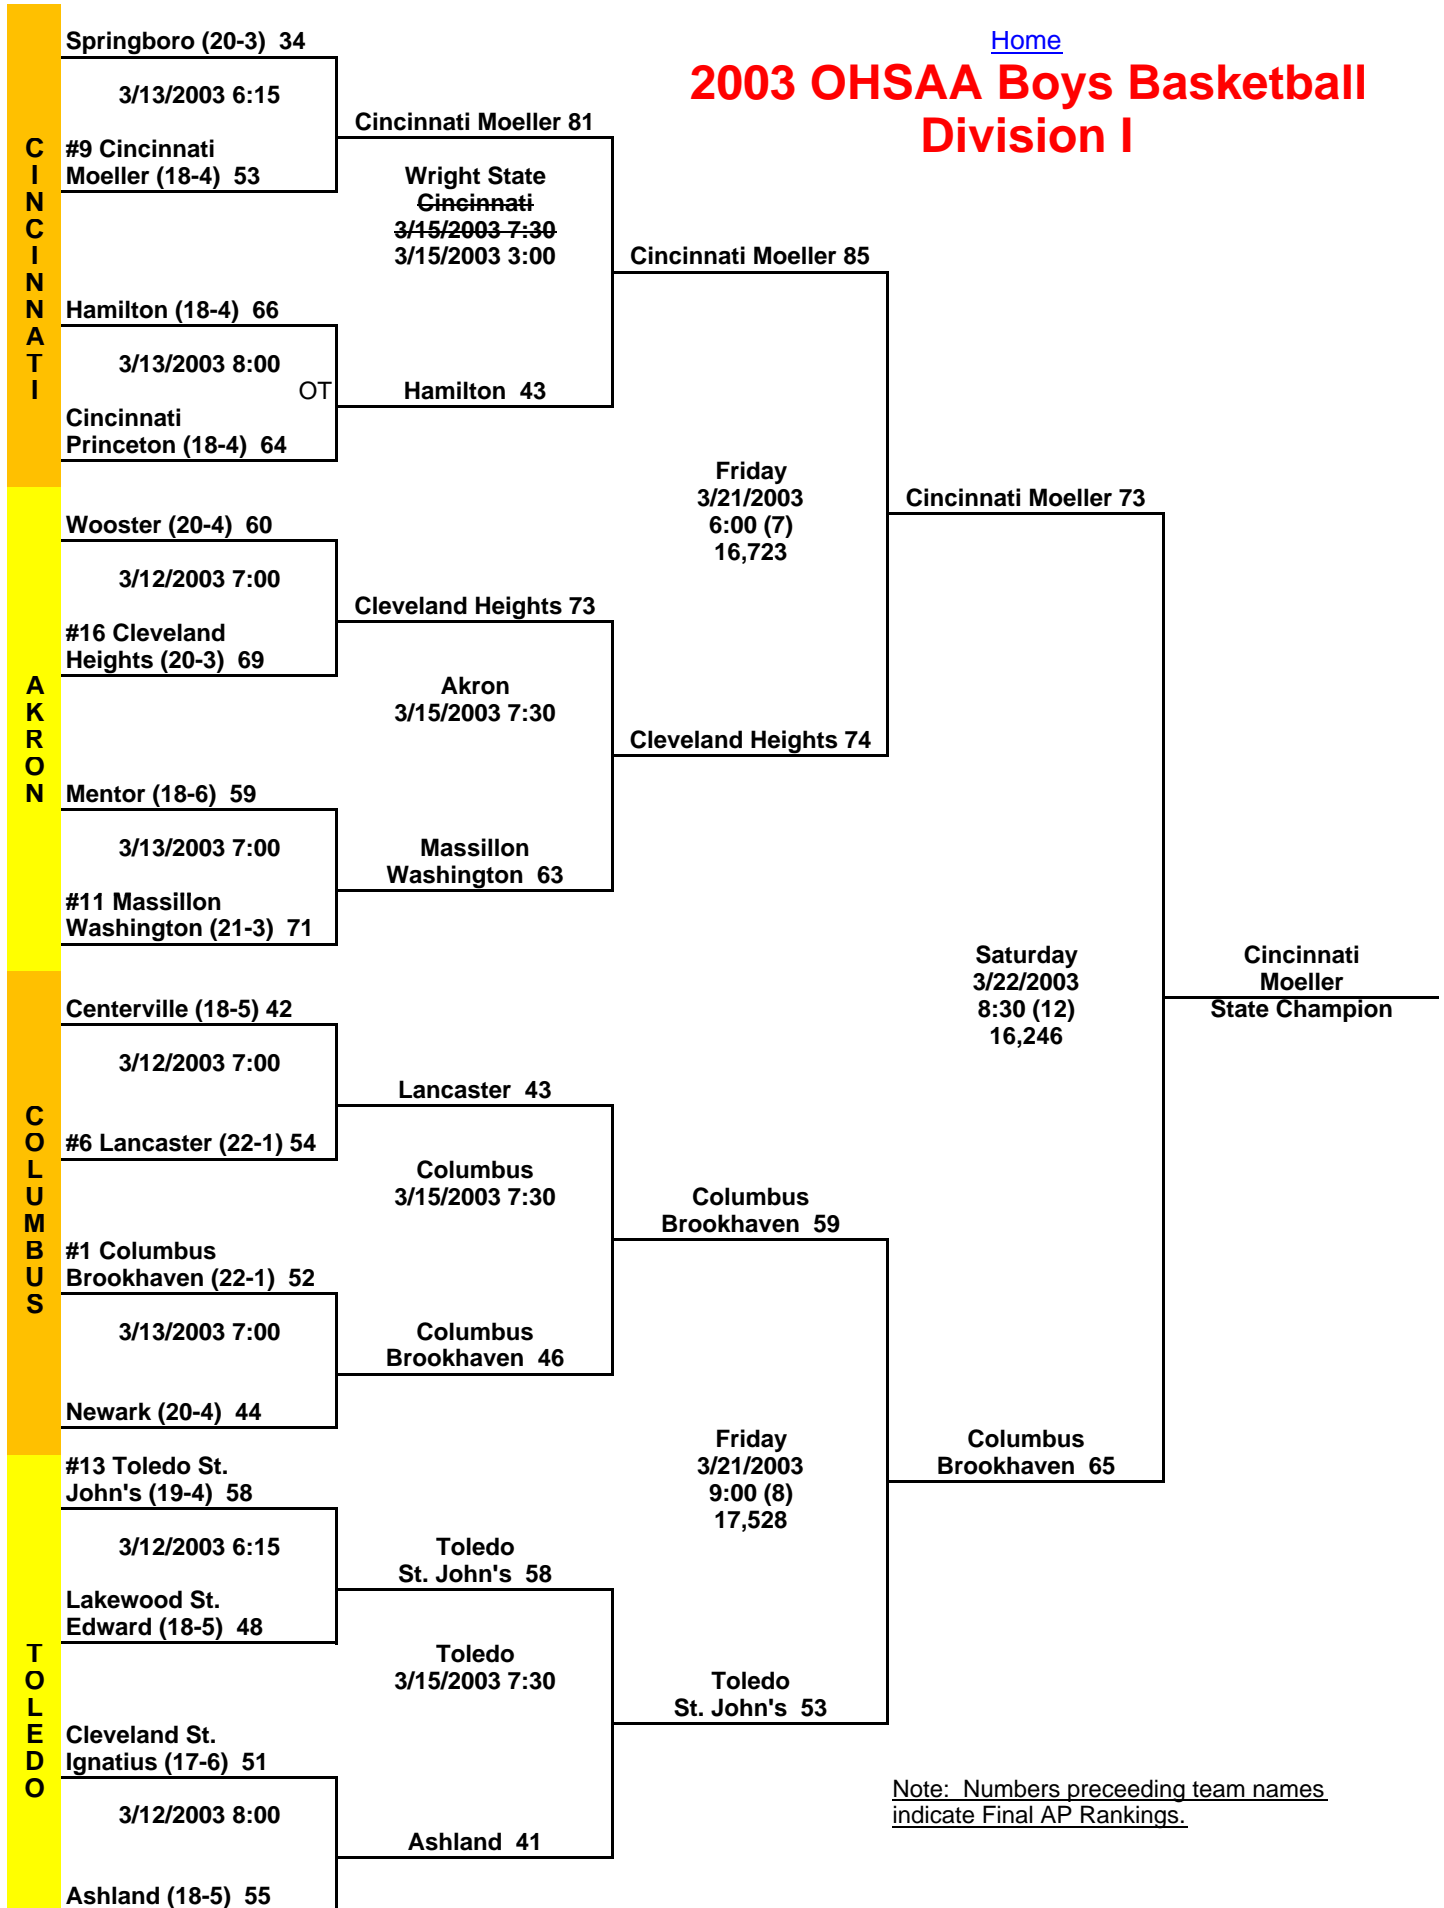 Home
2003 OHSAA Boys Basketball
Division I
CINCINNATI
Springboro (20-3) 34
3/13/2003 6:15
#9 Cincinnati
Moeller (18-4) 53
Hamilton (18-4) 66
3/13/2003 8:00
OT
Cincinnati
Princeton (18-4) 64
AKRON
Wooster (20-4) 60
3/12/2003 7:00
#16 Cleveland
Heights (20-3) 69
Mentor (18-6) 59
3/13/2003 7:00
#11 Massillon
Washington (21-3) 71
COLUMBUS
Centerville (18-5) 42
3/12/2003 7:00
#6 Lancaster (22-1) 54
#1 Columbus
Brookhaven (22-1) 52
3/13/2003 7:00
Newark (20-4) 44
TOLEDO
#13 Toledo St.
John's (19-4) 58
3/12/2003 6:15
Lakewood St.
Edward (18-5) 48
Cleveland St.
Ignatius (17-6) 51
3/12/2003 8:00
Ashland (18-5) 55
Cincinnati Moeller 81
Wright State
Cincinnati
3/15/2003 7:30
3/15/2003 3:00
Hamilton 43
Cleveland Heights 73
Akron
3/15/2003 7:30
Massillon
Washington 63
Lancaster 43
Columbus
3/15/2003 7:30
Columbus
Brookhaven 46
Toledo
St. John's 58
Toledo
3/15/2003 7:30
Ashland 41
Cincinnati Moeller 85
Friday
3/21/2003
6:00 (7)
16,723
Cleveland Heights 74
Columbus
Brookhaven 59
Friday
3/21/2003
9:00 (8)
17,528
Toledo
St. John's 53
Cincinnati Moeller 73
Saturday
3/22/2003
8:30 (12)
16,246
Columbus
Brookhaven 65
Cincinnati
Moeller
State Champion
Note: Numbers preceeding team names
indicate Final AP Rankings.